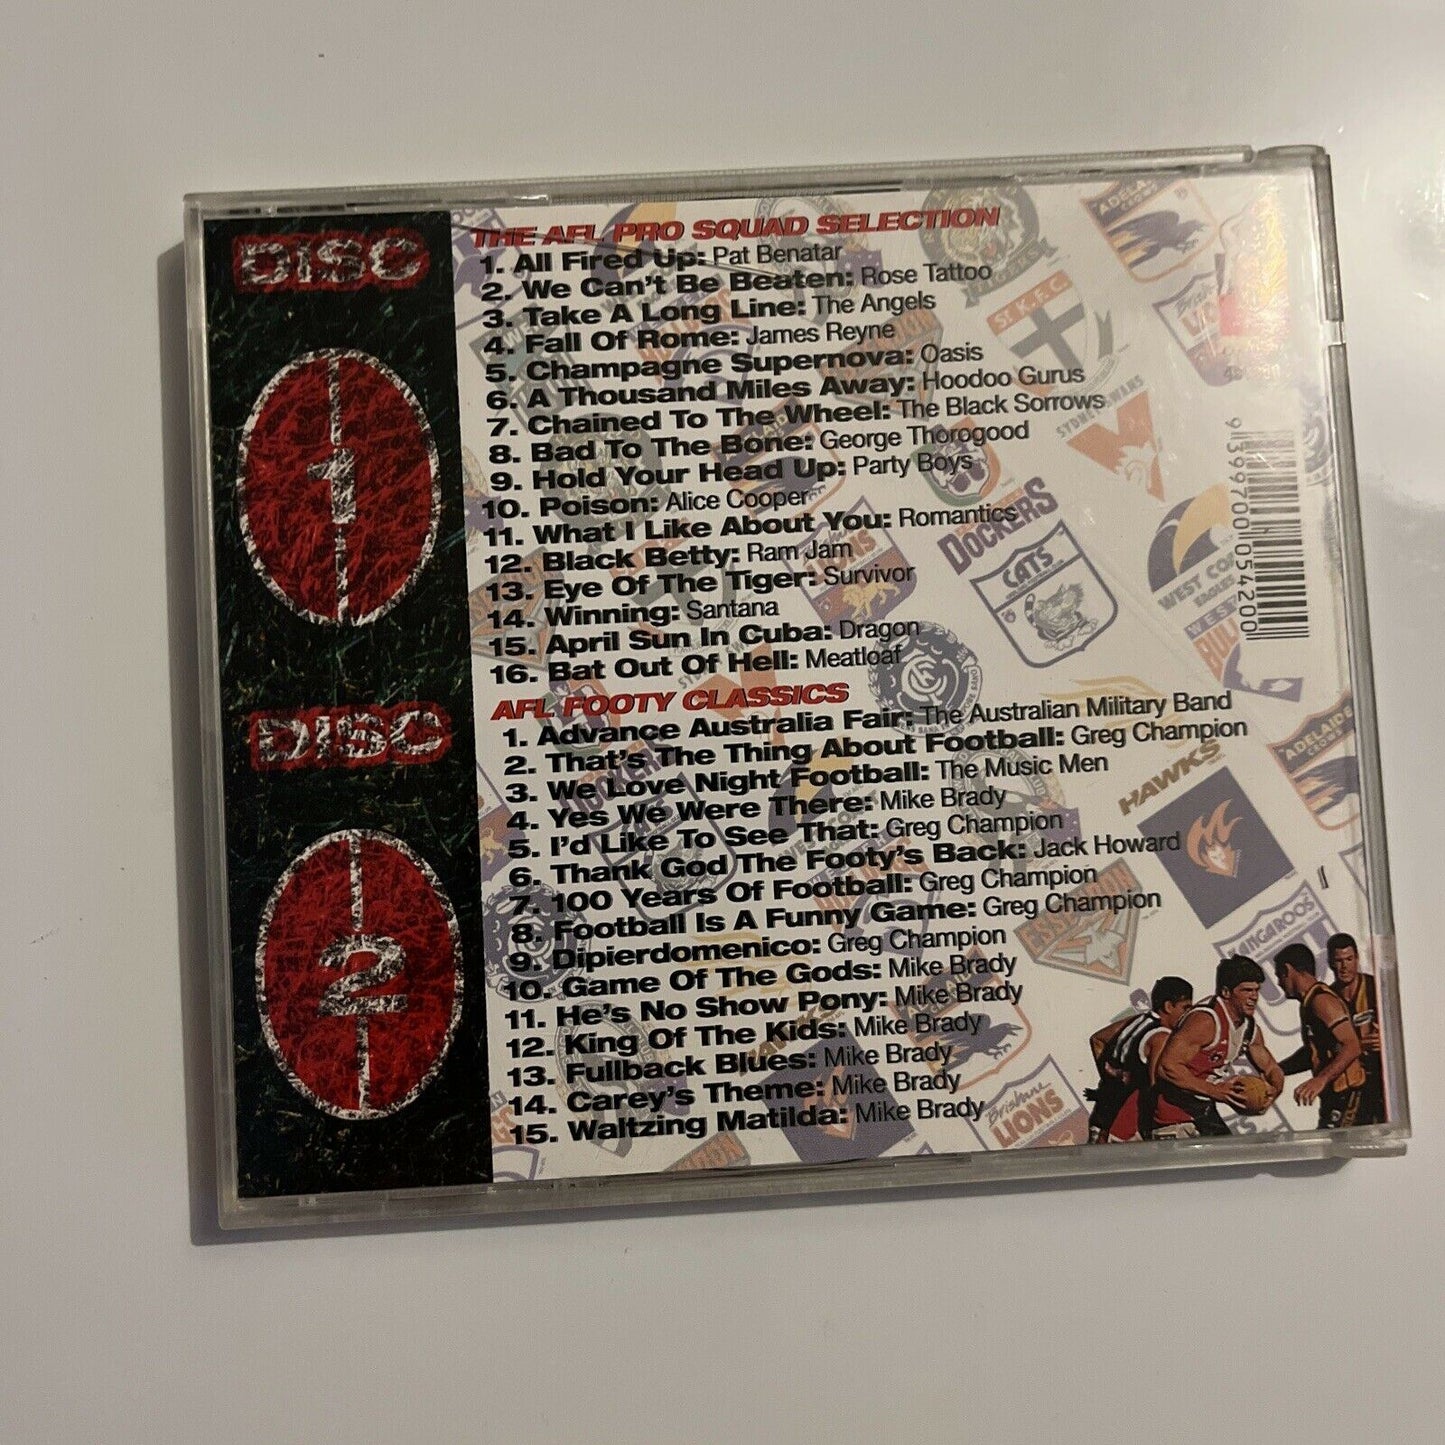 DISC
1
THE AFL PRO SQUAD SELECTION
1. All Fired Up: Pat Benatar
2. We Can't Be Beaten: Rose Tattoo
3. Take A Long Line: The Angels
4. Fall Of Rome: James Reyne
5. Champagne Supernova: Oasis
6. A Thousand Miles Away: Hoodoo Gurus
7. Chained To The Wheel: The Black Sorrows
8. Bad To The Bone: George Thorogood
9. Hold Your Head Up: Party Boys
10. Poison: Alice Cooper
11. What I Like About You: Romantics
12. Black Betty: Ram Jam
13. Eye Of The Tiger: Survivor
14. Winning: Santana
15. April Sun In Cuba: Dragon
16. Bat Out Of Hell: Meatloaf
DISC
2
AFL FOOTY CLASSICS
1. Advance Australia Fair: The Australian Military Band
2. That's The Thing About Football: Greg Champion
3. We Love Night Football: The Music Men
4. Yes We Were There: Mike Brady
5. I'd Like To See That: Greg Champion
6. Thank God The Footy's Back: Jack Howard
7. 100 Years Of Football: Greg Champion
8. Football Is A Funny Game: Greg Champion
9. Dipierdomenico: Greg Champion
10. Game Of The Gods: Mike Brady
11. He's No Show Pony: Mike Brady
12. King Of The Kids: Mike Brady
13. Fullback Blues: Mike Brady
14. Carey's Theme: Mike Brady
15. Waltzing Matilda: Mike Brady
9 399700 054200
ADELAIDE
CROWS
ST. K.F.C.
SYDNEY SWANS
DOCKERS
CATS
WEST COAST
EAGLES
HAWKS
ADELAIDE
CROWS
ESSENDON
KANGAROOS
Brisbane
LIONS